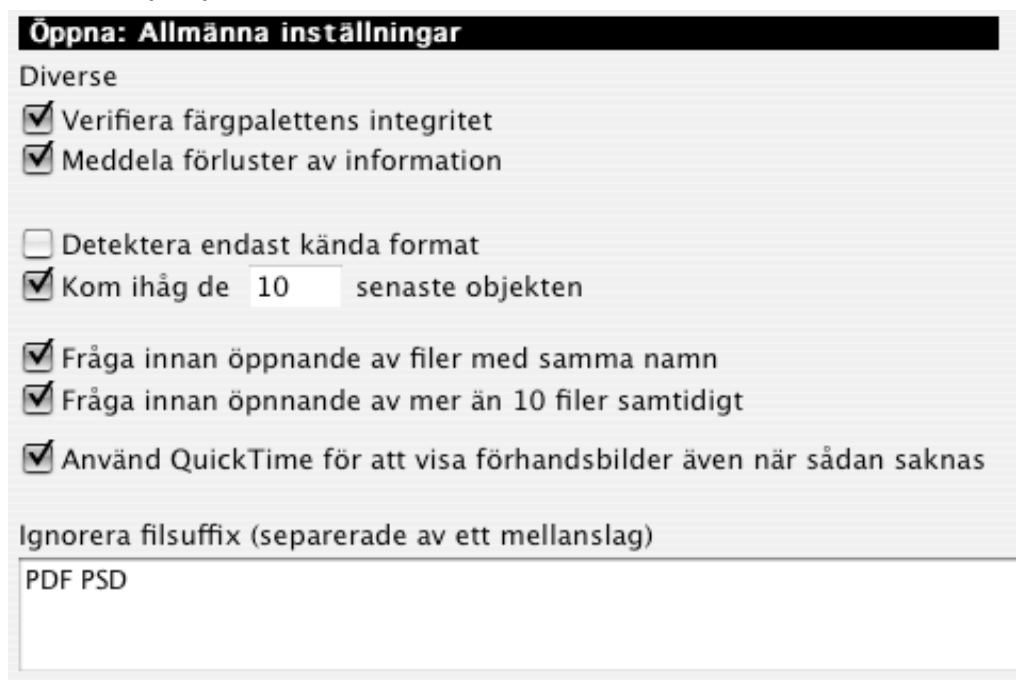 Öppna: Allmänna inställningar
Diverse
Verifiera färgpalettens integritet
Meddela förluster av information
Detektera endast kända format
Kom ihåg de 10 senaste objekten
Fråga innan öppnande av filer med samma namn
Fråga innan öpnnande av mer än 10 filer samtidigt
Använd QuickTime för att visa förhandsbilder även när sådan saknas
Ignorera filsuffix (separerade av ett mellanslag)
PDF PSD